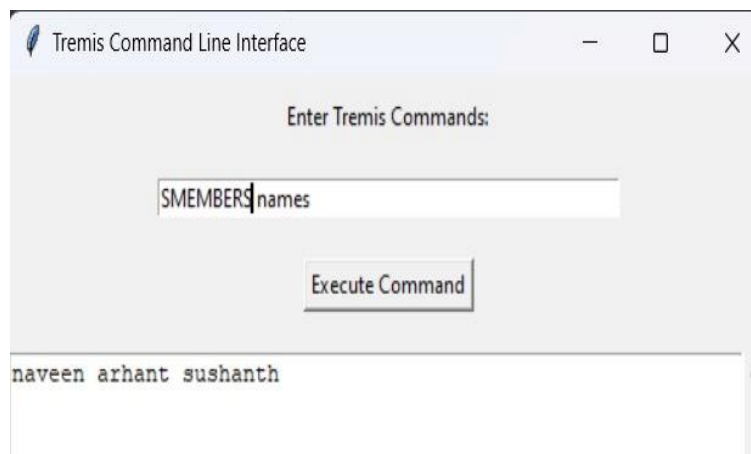 Tremis Command Line Interface
Enter Tremis Commands:
SMEMBERS names
Execute Command
naveen arhant sushanth